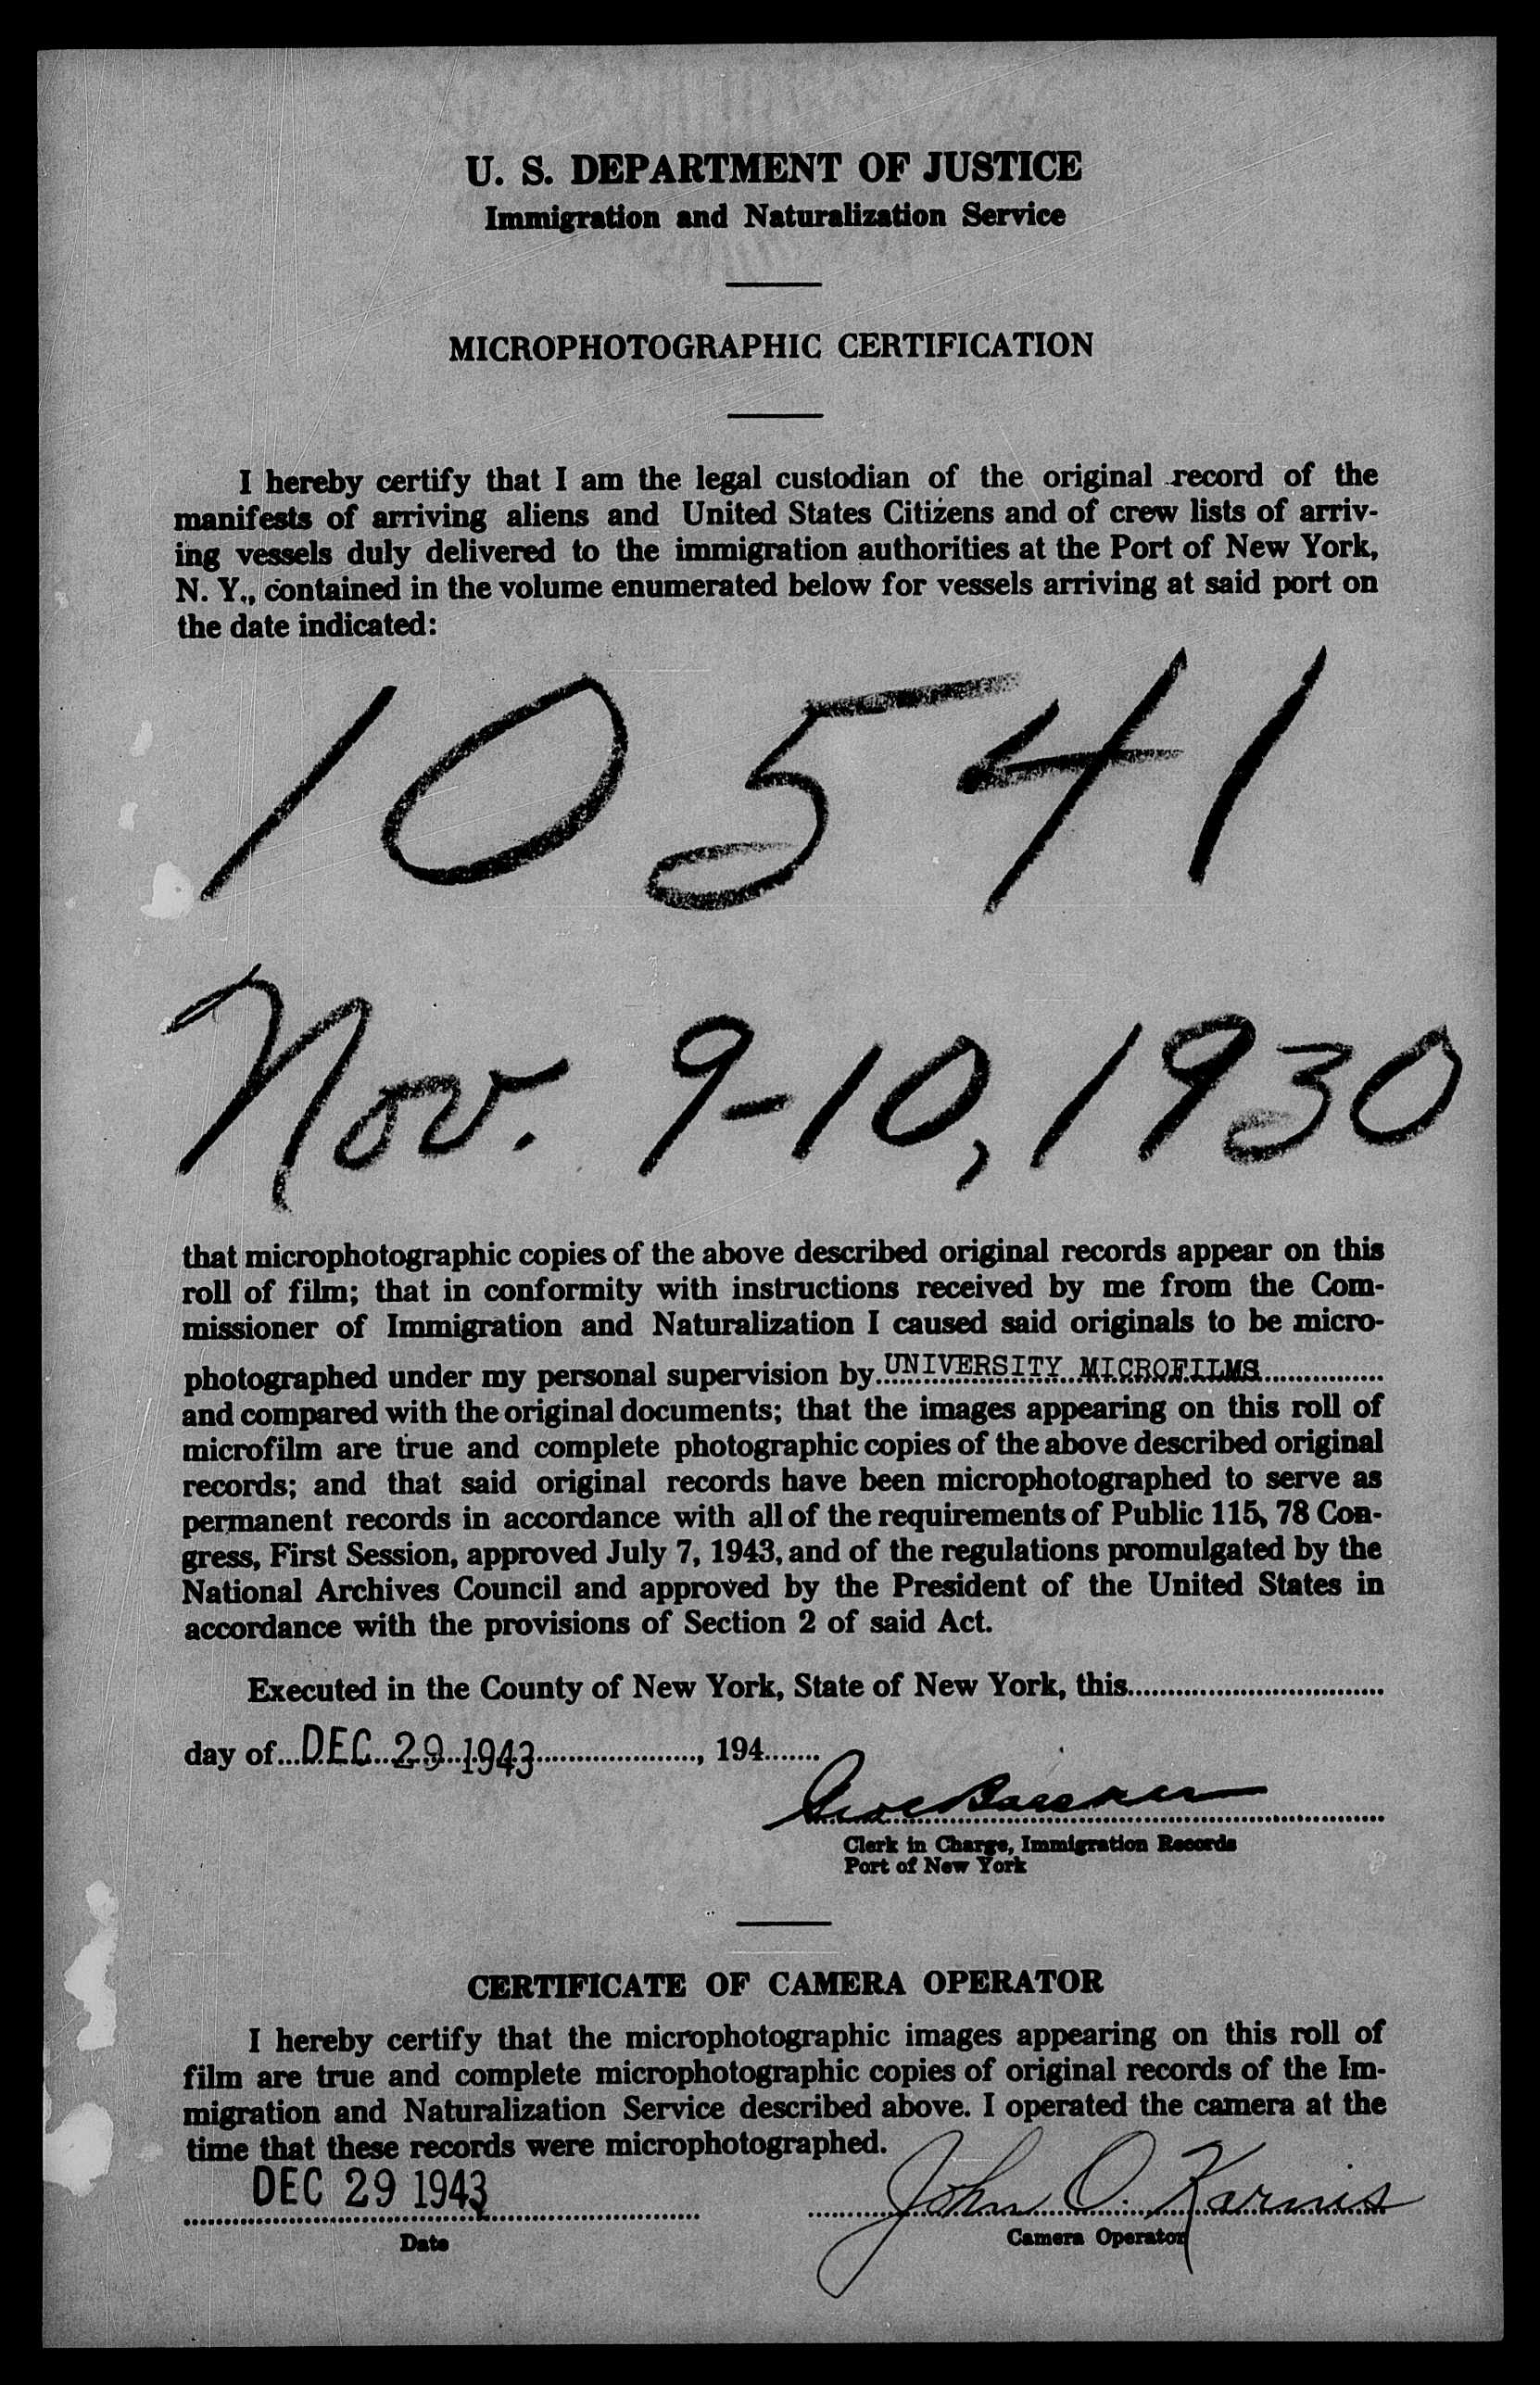 U. S. DEPARTMENT OF JUSTICE
Immigration and Naturalization Service
MICROPHOTOGRAPHIC CERTIFICATION
I hereby certify that I am the legal custodian of the original record of the
manifests of arriving aliens and United States Citizens and of crew lists of arriv-
ing vessels duly delivered to the immigration authorities at the Port of New York,
N. Y., contained in the volume enumerated below for vessels arriving at said port on
the date indicated:
10541
Nov. 9-10, 1930
that microphotographic copies of the above described original records appear on this
roll of film; that in conformity with instructions received by me from the Com-
missioner of Immigration and Naturalization I caused said originals to be micro-
photographed under my personal supervision by UNIVERSITY MICROFILMS
and compared with the original documents; that the images appearing on this roll of
microfilm are true and complete photographic copies of the above described original
records; and that said original records have been microphotographed to serve as
permanent records in accordance with all of the requirements of Public 115, 78 Con-
gress, First Session, approved July 7, 1943, and of the regulations promulgated by the
National Archives Council and approved by the President of the United States in
accordance with the provisions of Section 2 of said Act.
Executed in the County of New York, State of New York, this
day of DEC 29 1943, 194
Clerk in Charge, Immigration Records
Port of New York
CERTIFICATE OF CAMERA OPERATOR
I hereby certify that the microphotographic images appearing on this roll of
film are true and complete microphotographic copies of original records of the Im-
migration and Naturalization Service described above. I operated the camera at the
time that these records were microphotographed.
DEC 29 1943 John O. Karnis
Date Camera Operator